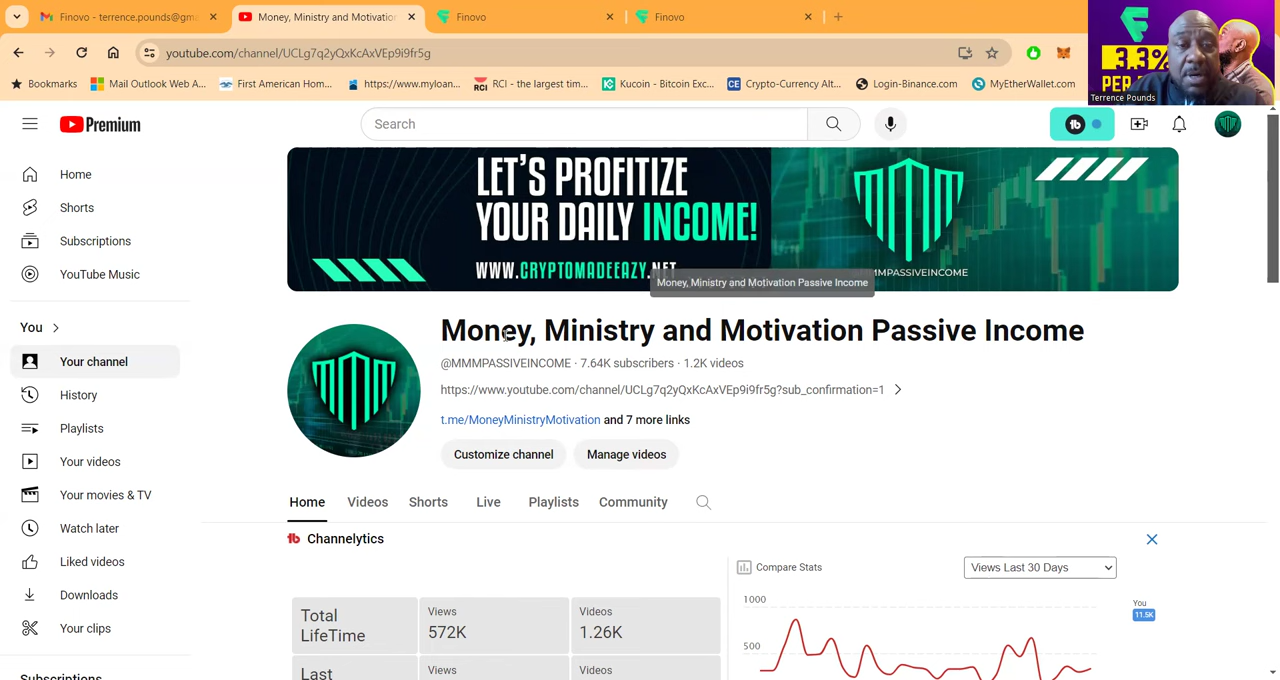 Finovo - terrence.pounds@gm
Money, Ministry and Motivation
Finovo
Finovo
youtube.com/channel/UCLg7q2yQxKcAxVEp9i9fr5g
Bookmarks
Mail Outlook Web A...
First American Hom...
https://www.myloan...
RCI - the largest tim...
Kucoin - Bitcoin Exc...
Crypto-Currency Alt...
Login-Binance.com
MyEtherWallet.com
3.3%
PER
Terrence Pounds
Premium
Search
Home
Shorts
Subscriptions
YouTube Music
You
Your channel
History
Playlists
Your videos
Your movies & TV
Watch later
Liked videos
Downloads
Your clips
Subscriptions
LET'S PROFITIZE
YOUR DAILY INCOME!
WWW.CRYPTOMADEEAZY.NET
MMPASSIVEINCOME
Money, Ministry and Motivation Passive Income
Money, Ministry and Motivation Passive Income
@MMMPASSIVEINCOME · 7.64K subscribers · 1.2K videos
https://www.youtube.com/channel/UCLg7q2yQxKcAxVEp9i9fr5g?sub_confirmation=1
t.me/MoneyMinistryMotivation and 7 more links
Customize channel
Manage videos
Home
Videos
Shorts
Live
Playlists
Community
Channelytics
Total
LifeTime
Views
572K
Videos
1.26K
Last
Views
Videos
Compare Stats
Views Last 30 Days
1000
500
You
11.5K